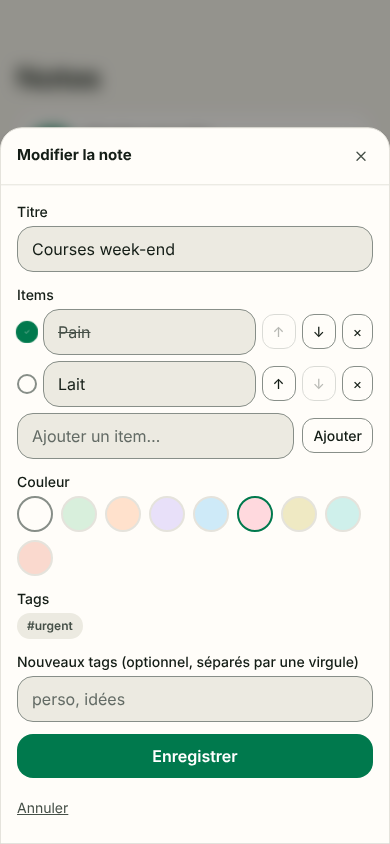 Notes
Modifier la note
×
Titre
Courses week-end
Items
Pain ↑ ↓ ×
Lait ↑ ↓ ×
Ajouter un item... Ajouter
Couleur
Tags
#urgent
Nouveaux tags (optionnel, séparés par une virgule)
perso, idées
Enregistrer
Annuler